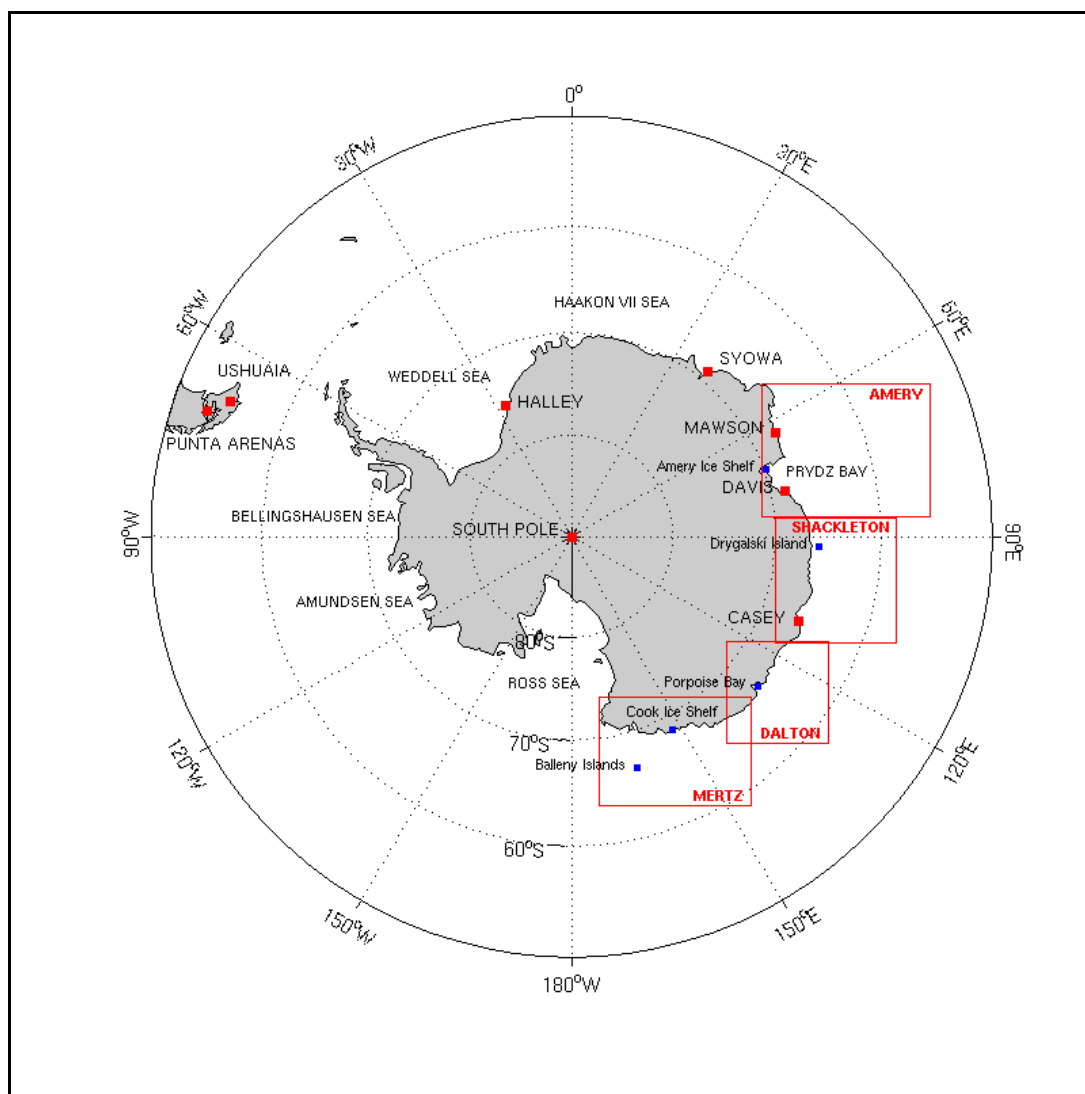 0°
30°W
30°E
60°W
60°E
HAAKON VII SEA
SYOWA
USHUAIA
WEDDELL SEA
HALLEY
AMERY
MAWSON
PUNTA ARENAS
Amery Ice Shelf
PRYDZ BAY
DAVIS
BELLINGSHAUSEN SEA
SOUTH POLE
SHACKLETON
90°W
90°E
Drygalski Island
AMUNDSEN SEA
CASEY
80°S
ROSS SEA
Porpoise Bay
Cook Ice Shelf
DALTON
70°S
120°W
120°E
Balleny Islands
MERTZ
60°S
150°W
150°E
180°W